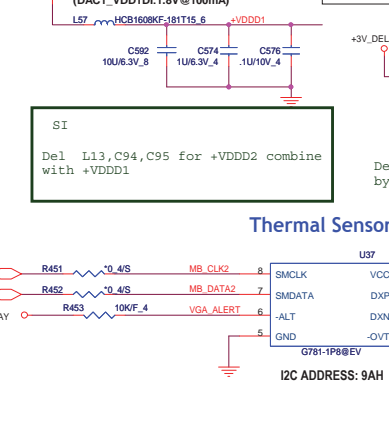 (DAC1_VDD1DI:1.8V@100mA)
L57 HCB1608KF-181T15_6 +VDDD1
+3V_DEL
C592 C574 C576
10U/6.3V_8 1U/6.3V_4 .1U/10V_4
SI
Del L13,C94,C95 for +VDDD2 combine
with +VDDD1
De
by
Thermal Sensor
U37
R451 *0_4/S MB_CLK2 8 SMCLK VCC
R452 *0_4/S MB_DATA2 7 SMDATA DXP
AY R453 10K/F_4 VGA_ALERT 6 -ALT DXN
5 GND -OVT
G781-1P8@EV
I2C ADDRESS: 9AH